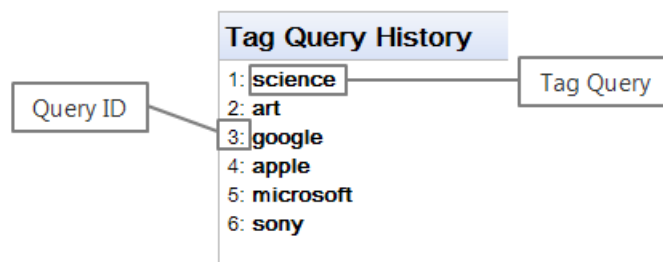 Tag Query History
1: science
Tag Query
2: art
Query ID
3: google
4: apple
5: microsoft
6: sony